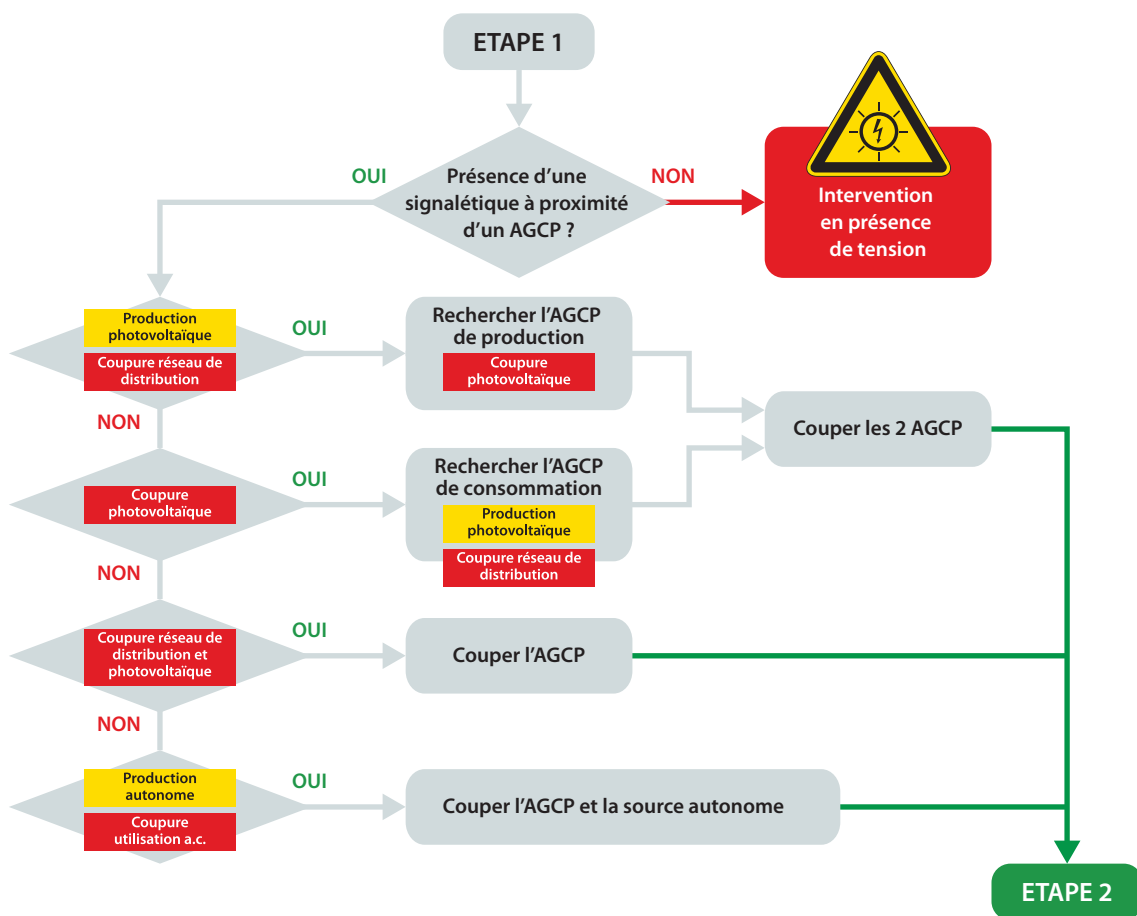 ETAPE 1
Présence d’une
signalétique à proximité
d’un AGCP ?
OUI
NON
Intervention
en présence
de tension
Production
photovoltaïque
Coupure réseau de
distribution
OUI
Rechercher l’AGCP
de production
Coupure
photovoltaïque
NON
Couper les 2 AGCP
Coupure
photovoltaïque
OUI
Rechercher l’AGCP
de consommation
Production
photovoltaïque
Coupure réseau de
distribution
NON
Coupure réseau de
distribution et
photovoltaïque
OUI
Couper l’AGCP
NON
Production
autonome
Coupure
utilisation a.c.
OUI
Couper l’AGCP et la source autonome
ETAPE 2